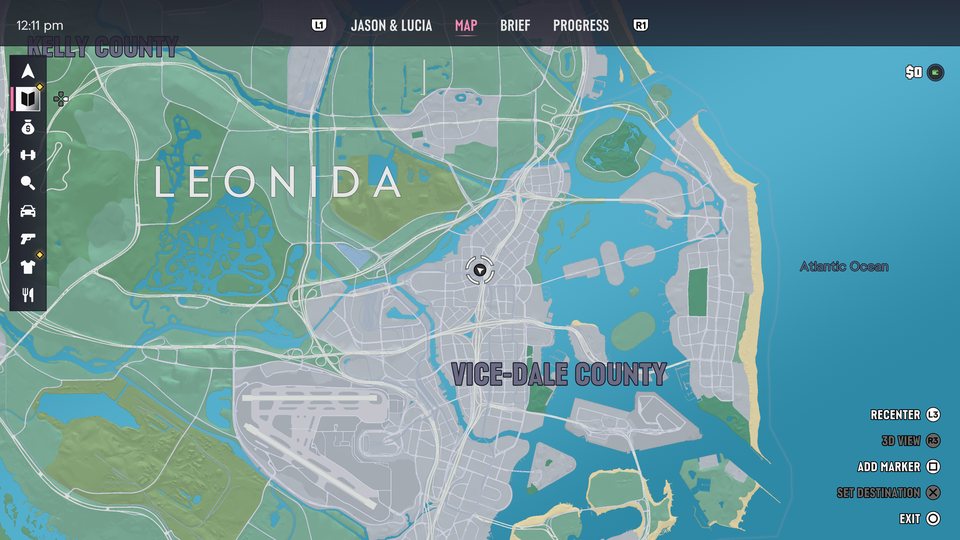 12:11 pm
L1 JASON & LUCIA MAP BRIEF PROGRESS R1
KELLY COUNTY
$0
LEONIDA
Atlantic Ocean
VICE-DALE COUNTY
RECENTER L3
3D VIEW R3
ADD MARKER
SET DESTINATION
EXIT